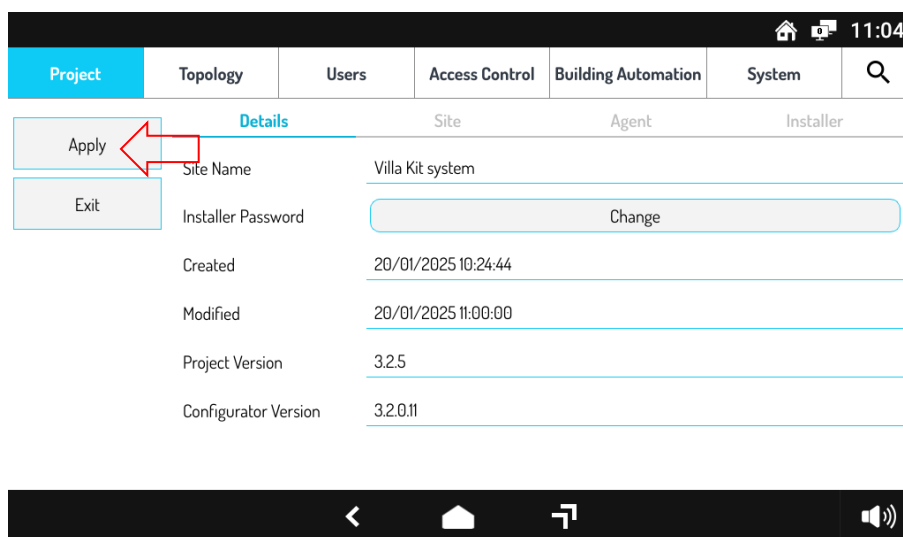 11:04
Project Topology Users Access Control Building Automation System
Details Site Agent Installer
Apply
Exit
Site Name Villa Kit system
Installer Password Change
Created 20/01/2025 10:24:44
Modified 20/01/2025 11:00:00
Project Version 3.2.5
Configurator Version 3.2.0.11